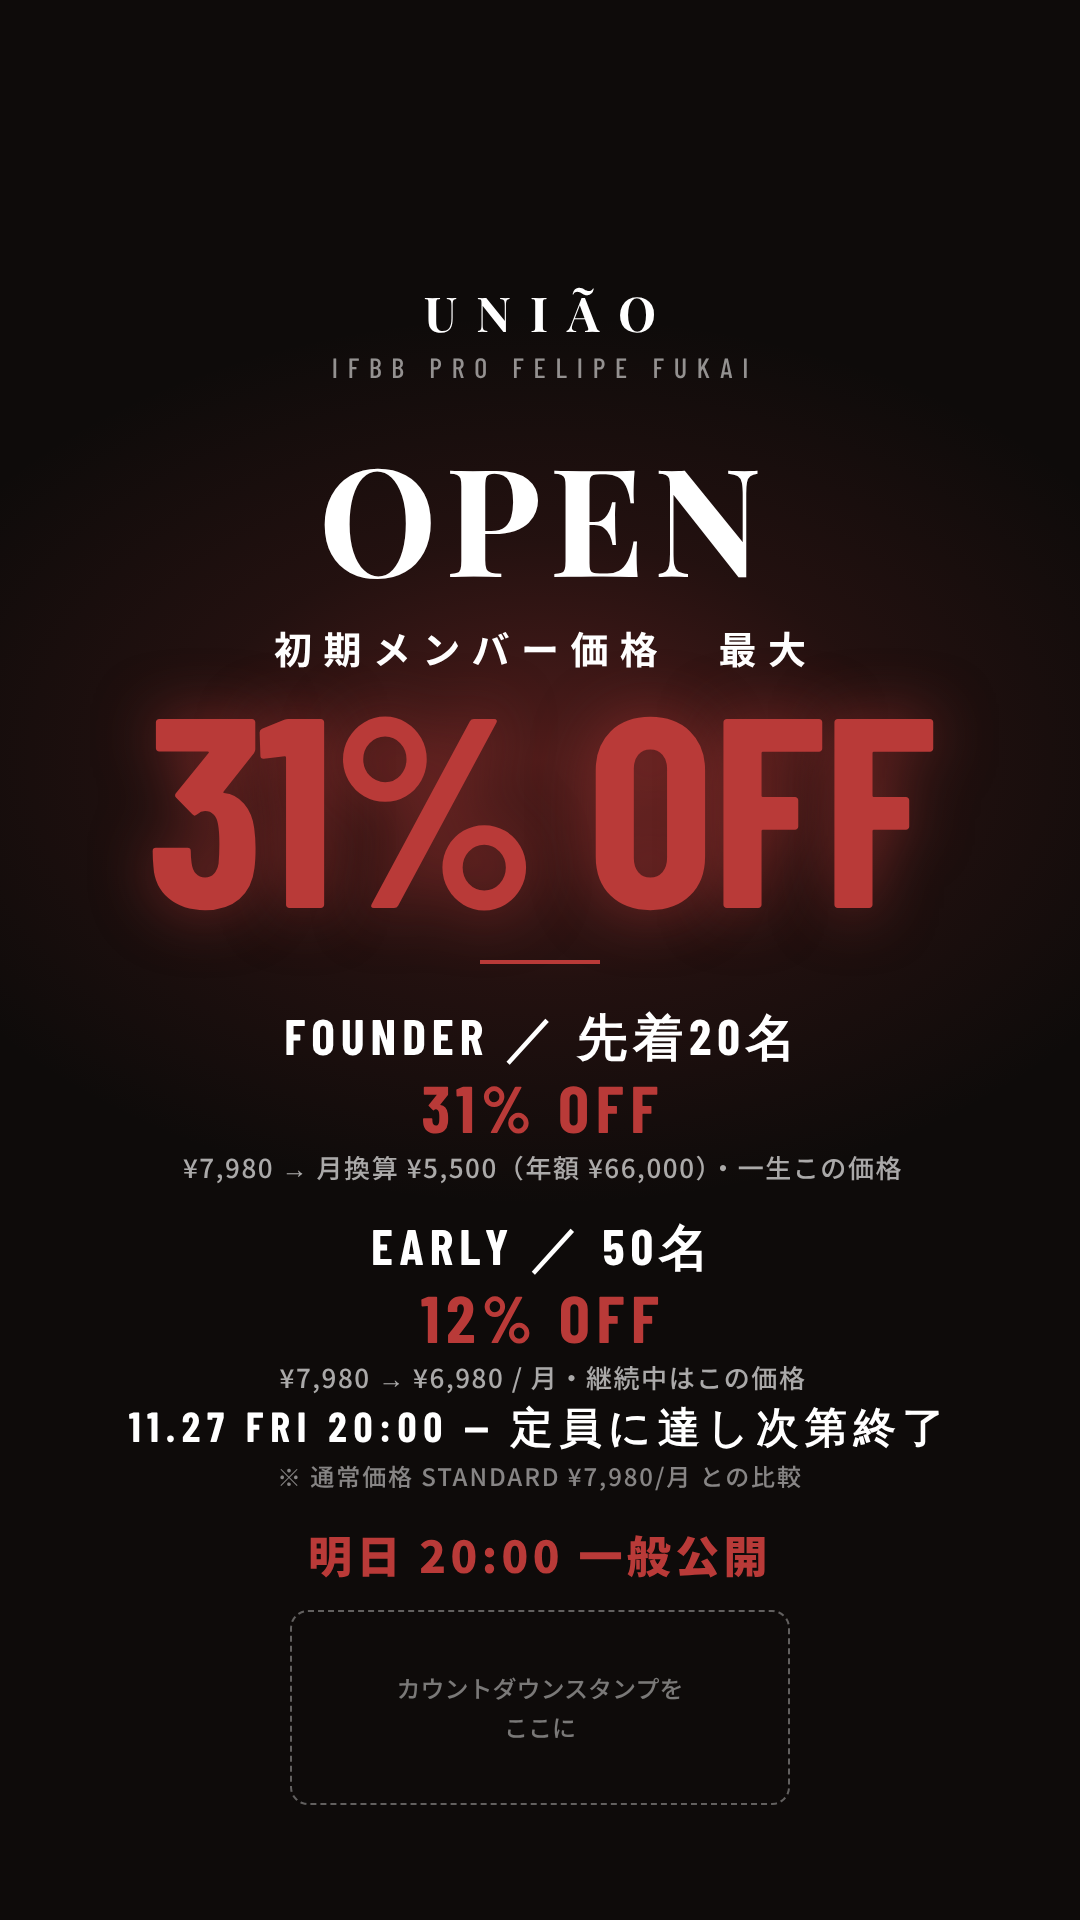 UNIÃO
IFBB PRO FELIPE FUKAI
OPEN
初期メンバー価格　最大
31% OFF
FOUNDER ／ 先着20名
31% OFF
¥7,980 → 月換算 ¥5,500（年額 ¥66,000）・一生この価格
EARLY ／ 50名
12% OFF
¥7,980 → ¥6,980 / 月・継続中はこの価格
11.27 FRI 20:00 – 定員に達し次第終了
※ 通常価格 STANDARD ¥7,980/月 との比較
明日 20:00 一般公開
カウントダウンスタンプを
ここに